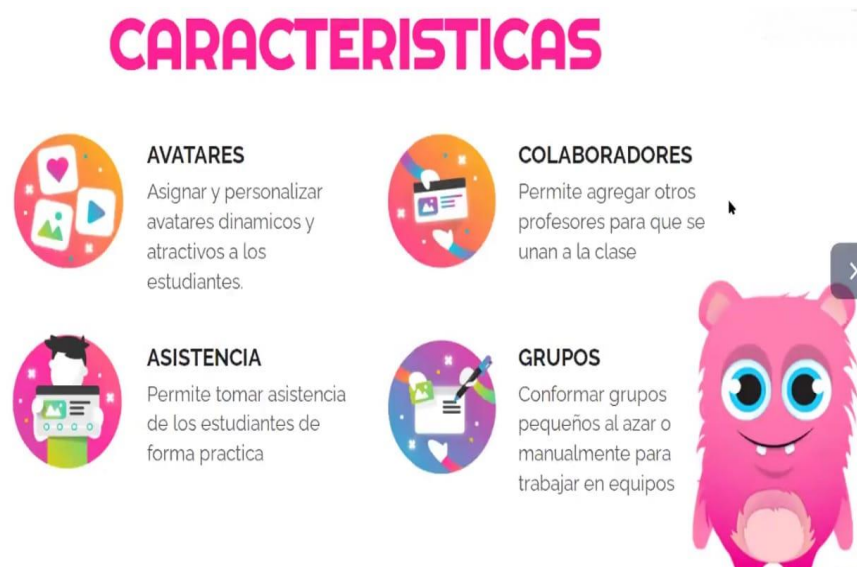 CARACTERISTICAS
AVATARES
Asignar y personalizar
avatares dinamicos y
atractivos a los
estudiantes.
COLABORADORES
Permite agregar otros
profesores para que se
unan a la clase
ASISTENCIA
Permite tomar asistencia
de los estudiantes de
forma practica
GRUPOS
Conformar grupos
pequeños al azar o
manualmente para
trabajar en equipos